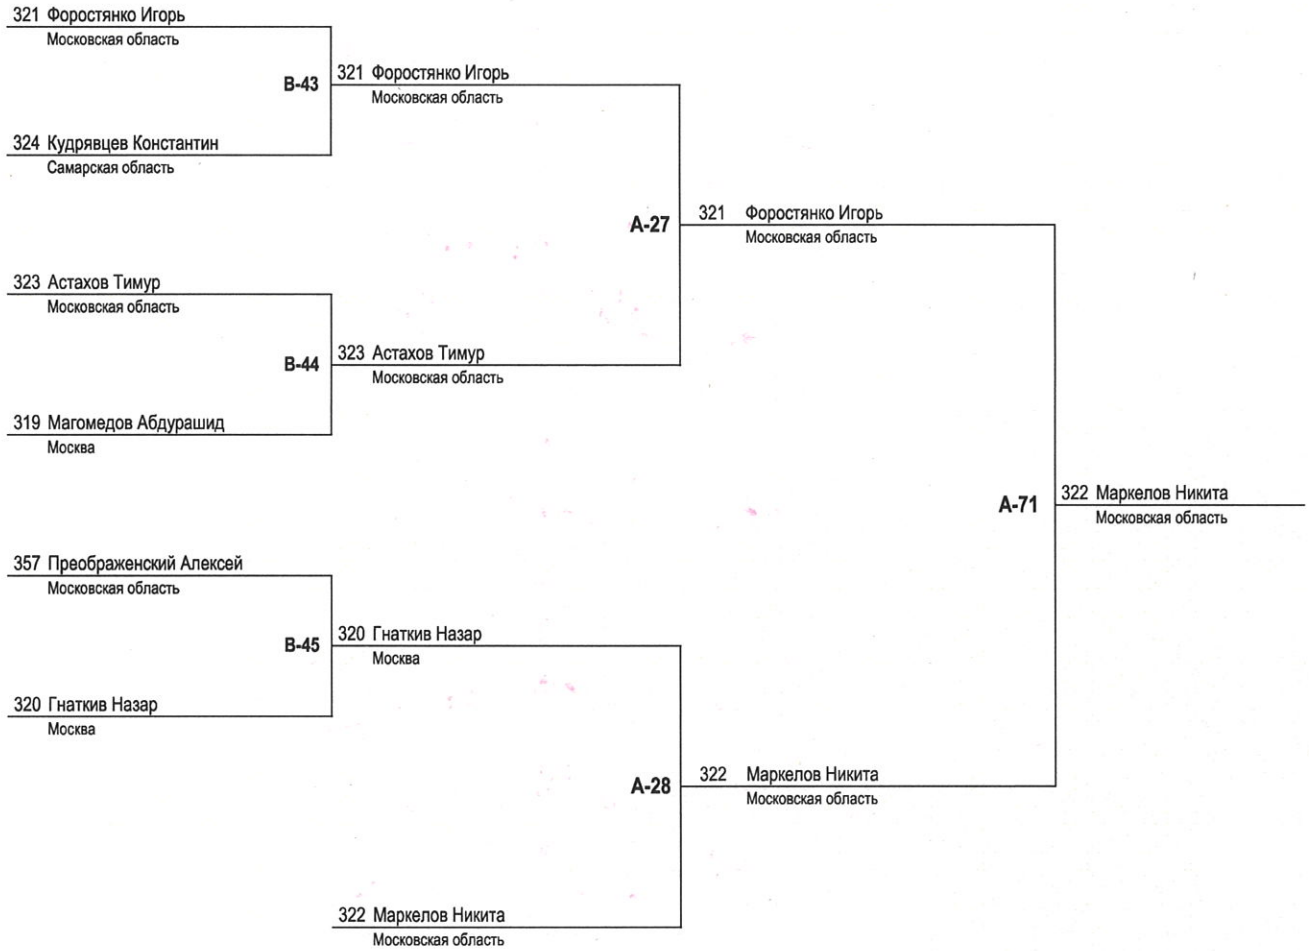 321 Форостянко Игорь
Московская область
B-43
321 Форостянко Игорь
Московская область
324 Кудрявцев Константин
Самарская область
A-27
321 Форостянко Игорь
Московская область
323 Астахов Тимур
Московская область
B-44
323 Астахов Тимур
Московская область
319 Магомедов Абдурашид
Москва
A-71
322 Маркелов Никита
Московская область
357 Преображенский Алексей
Московская область
B-45
320 Гнаткив Назар
Москва
320 Гнаткив Назар
Москва
A-28
322 Маркелов Никита
Московская область
322 Маркелов Никита
Московская область